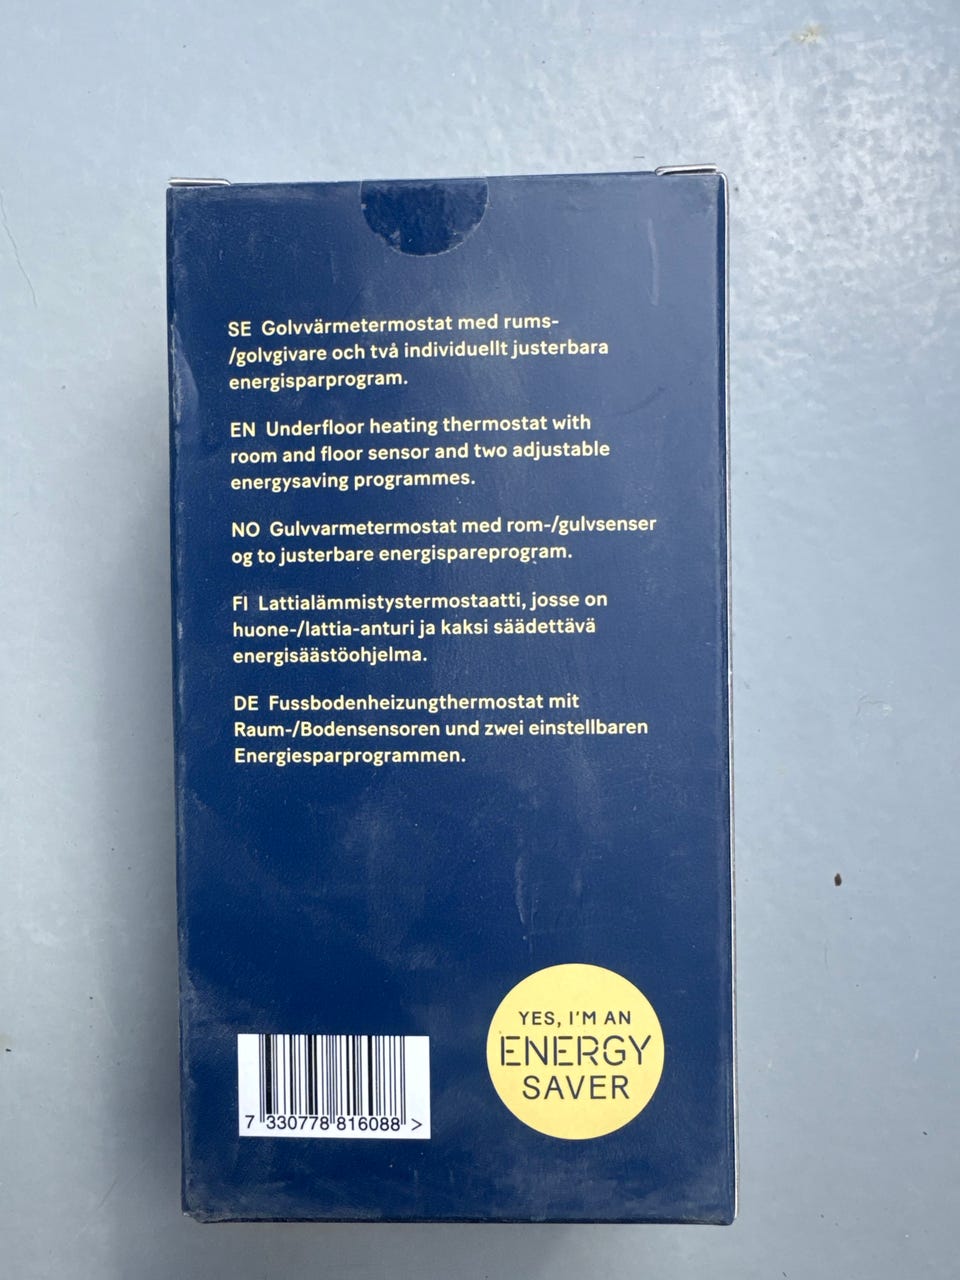 SE Golvvärmetermostat med rums-
/golvgivare och två individuellt justerbara
energisparprogram.
EN Underfloor heating thermostat with
room and floor sensor and two adjustable
energysaving programmes.
NO Gulvvarmetermostat med rom-/gulvsenser
og to justerbare energispareprogram.
FI Lattialämmistystermostaatti, josse on
huone-/lattia-anturi ja kaksi säädettävä
energisäästöohjelma.
DE Fussbodenheizungthermostat mit
Raum-/Bodensensoren und zwei einstellbaren
Energiesparprogrammen.
YES, I'M AN
ENERGY
SAVER
7 330778 816088 >